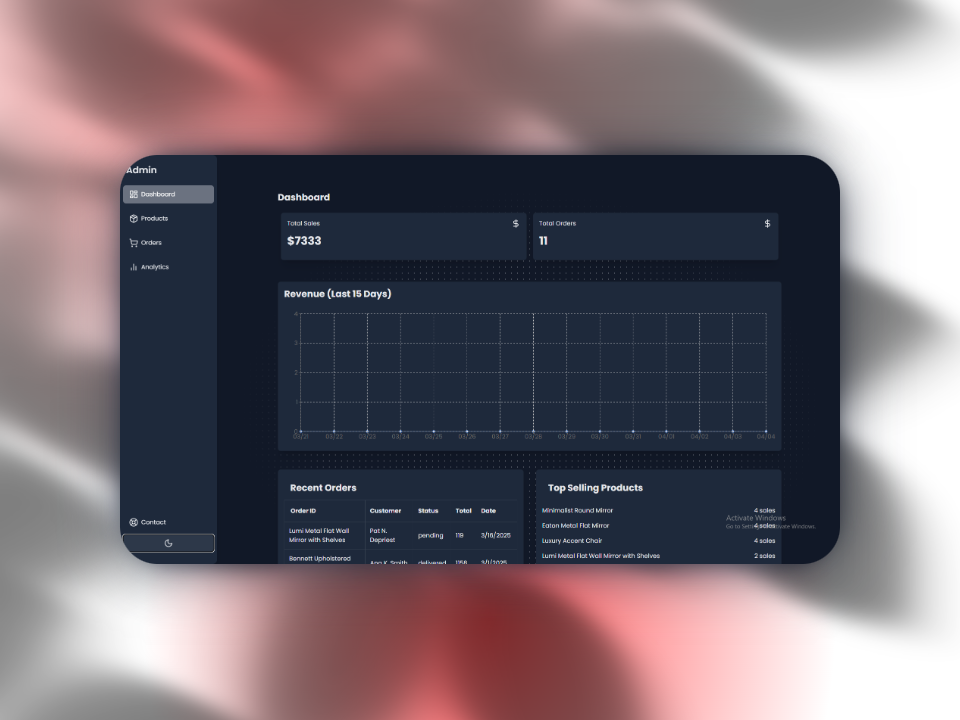 Admin
Dashboard
Products
Orders
Analytics
Contact
Dashboard
Total Sales
$7333
Total Orders
11
Revenue (Last 15 Days)
4
3
2
1
0
03/21 03/22 03/23 03/24 03/25 03/26 03/27 03/28 03/29 03/30 03/31 04/01 04/02 04/03 04/04
Recent Orders
Order ID Customer Status Total Date
Lumi Metal Flat Wall Pat N.
Mirror with Shelves Depriest pending 119 3/16/2025
Bennett Upholstered
Ann K. Smith delivered 1158 3/1/2025
Top Selling Products
Minimalist Round Mirror 4 sales
Eaton Metal Flat Mirror 4 sales
Luxury Accent Chair 4 sales
Lumi Metal Flat Wall Mirror with Shelves 2 sales
Activate Windows
Go to Settings to activate Windows.